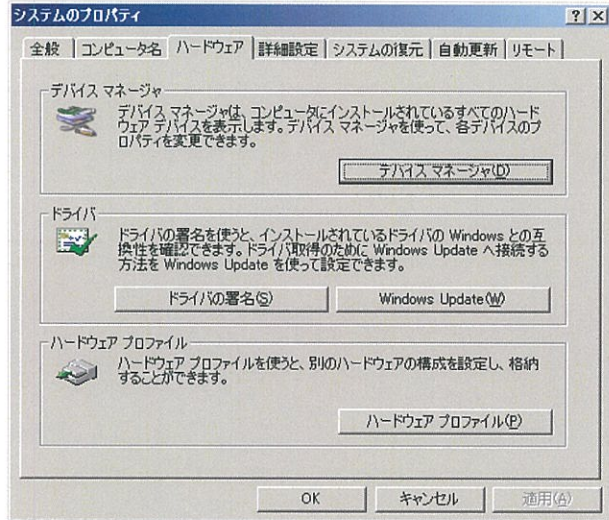 システムのプロパティ
全般 コンピュータ名 ハードウェア 詳細設定 システムの復元 自動更新 リモート
デバイス マネージャ
デバイス マネージャは、コンピュータにインストールされているすべてのハード
ウェア デバイスを表示します。デバイス マネージャを使って、各デバイスのプ
ロパティを変更できます。
デバイス マネージャ(D)
ドライバ
ドライバの署名を使うと、インストールされているドライバの Windows との互
換性を確認できます。ドライバ取得のために Windows Update へ接続する
方法を Windows Update を使って設定できます。
ドライバの署名(S) Windows Update(W)
ハードウェア プロファイル
ハードウェア プロファイルを使うと、別のハードウェアの構成を設定し、格納
することができます。
ハードウェア プロファイル(P)
OK キャンセル 適用(A)